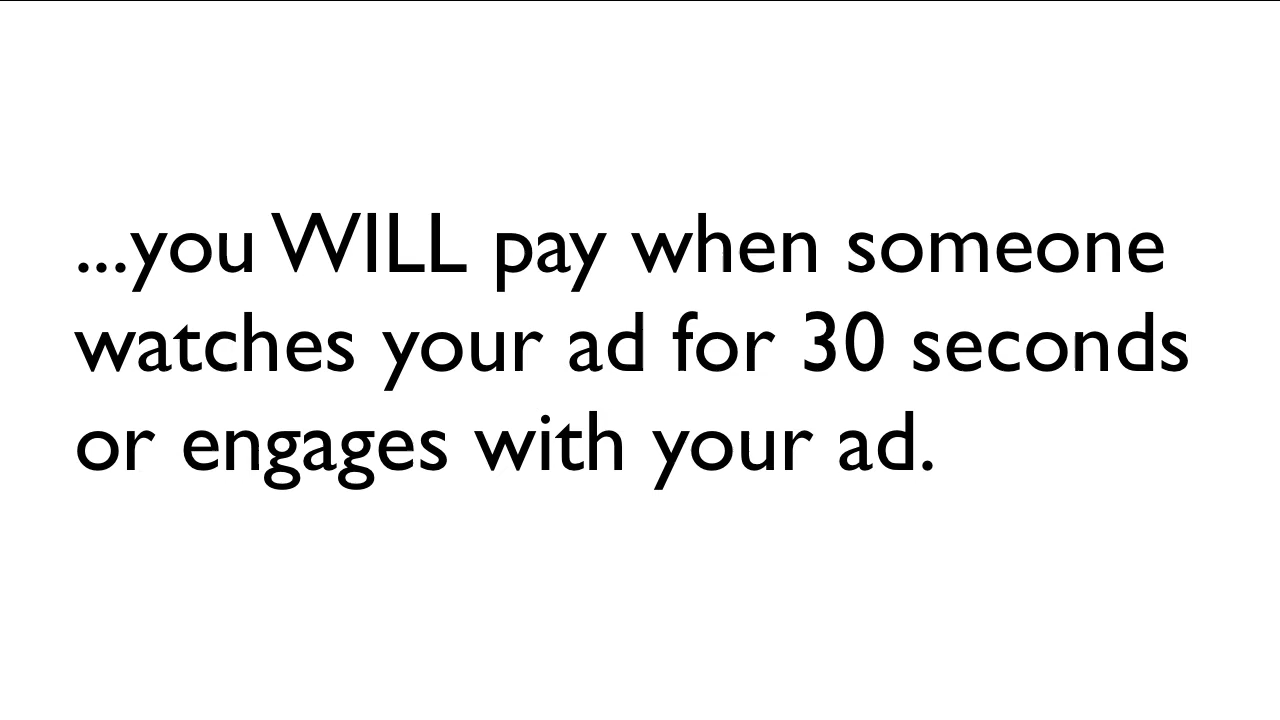 ...you WILL pay when someone
watches your ad for 30 seconds
or engages with your ad.